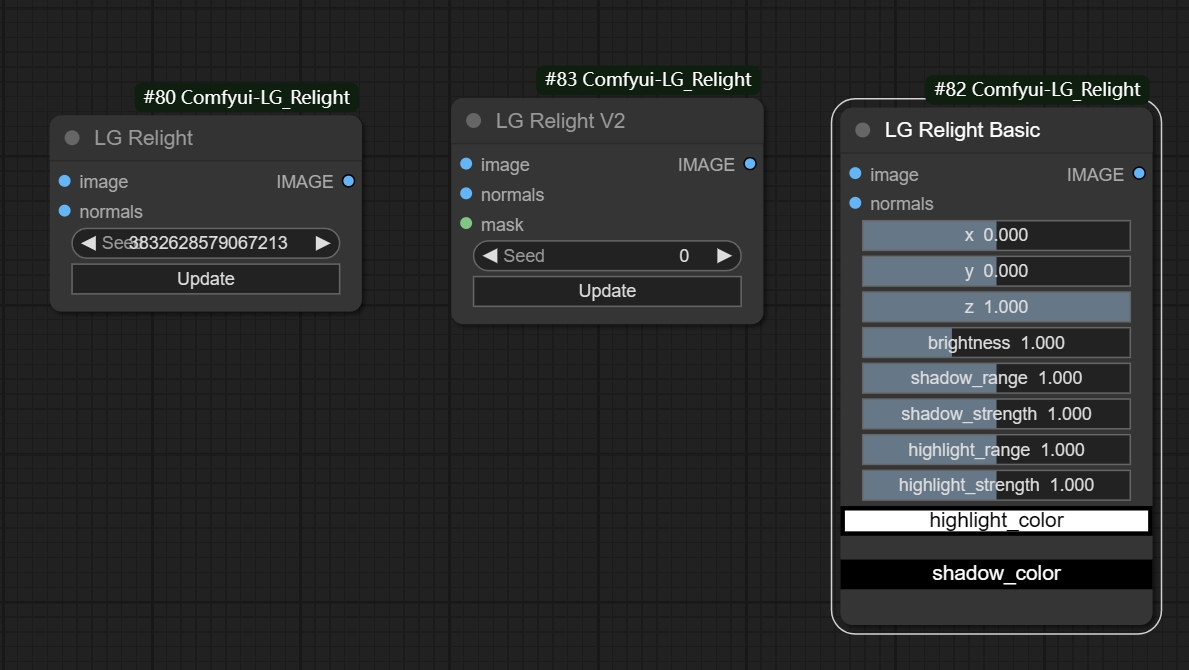 #80 Comfyui-LG_Relight
LG Relight
image IMAGE
normals
Seed 3832628579067213
Update
#83 Comfyui-LG_Relight
LG Relight V2
image IMAGE
normals
mask
Seed 0
Update
#82 Comfyui-LG_Relight
LG Relight Basic
image IMAGE
normals
x 0.000
y 0.000
z 1.000
brightness 1.000
shadow_range 1.000
shadow_strength 1.000
highlight_range 1.000
highlight_strength 1.000
highlight_color
shadow_color